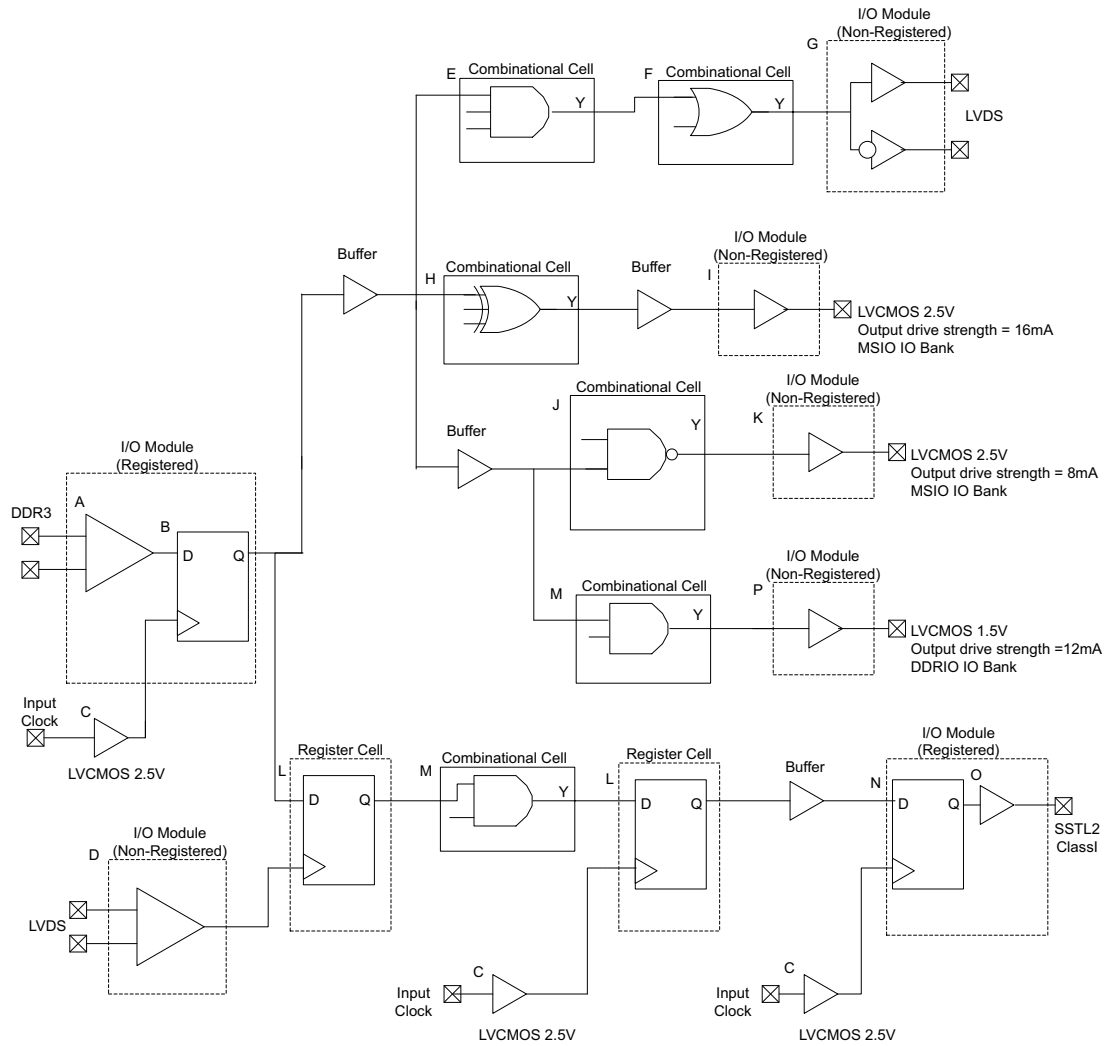 I/O Module
(Non-Registered)
G
E
Combinational Cell
Y
F
Combinational Cell
Y
LVDS
Buffer
H
Combinational Cell
Y
Buffer
I/O Module
(Non-Registered)
I
LVCMOS 2.5V
Output drive strength = 16mA
MSIO IO Bank
Buffer
J
Combinational Cell
Y
I/O Module
(Non-Registered)
K
LVCMOS 2.5V
Output drive strength = 8mA
MSIO IO Bank
I/O Module
(Registered)
DDR3
A
B
D
Q
M
Combinational Cell
Y
I/O Module
(Non-Registered)
P
LVCMOS 1.5V
Output drive strength =12mA
DDRIO IO Bank
Input
Clock
C
LVCMOS 2.5V
L
Register Cell
D
Q
M
Combinational Cell
Y
L
Register Cell
D
Q
Buffer
I/O Module
(Registered)
N
D
Q
O
SSTL2
ClassI
I/O Module
(Non-Registered)
D
LVDS
Input
Clock
C
LVCMOS 2.5V
Input
Clock
C
LVCMOS 2.5V